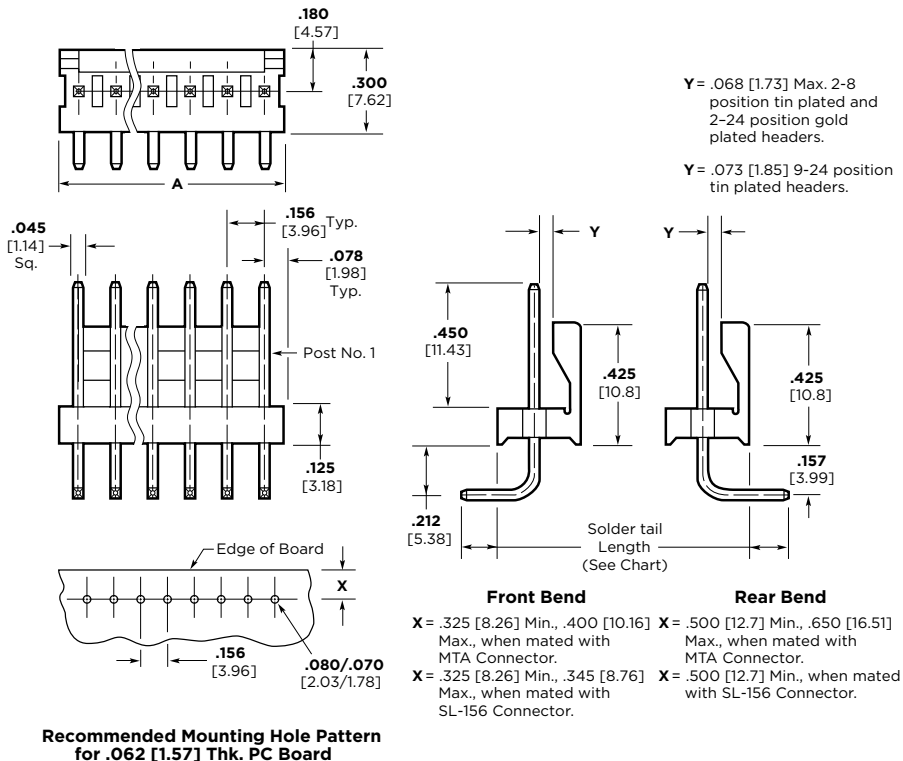 .180
[4.57]
.300
[7.62]
A
Y = .068 [1.73] Max. 2-8
position tin plated and
2–24 position gold
plated headers.
Y = .073 [1.85] 9-24 position
tin plated headers.
.045
[1.14]
Sq.
.156
[3.96]
Typ.
.078
[1.98]
Typ.
Post No. 1
.125
[3.18]
Y
.450
[11.43]
.425
[10.8]
.212
[5.38]
Y
.425
[10.8]
.157
[3.99]
Solder tail
Length
(See Chart)
Edge of Board
X
.156
[3.96]
.080/.070
[2.03/1.78]
Recommended Mounting Hole Pattern
for .062 [1.57] Thk. PC Board
Front Bend
X = .325 [8.26] Min., .400 [10.16]
Max., when mated with
MTA Connector.
X = .325 [8.26] Min., .345 [8.76]
Max., when mated with
SL-156 Connector.
Rear Bend
X = .500 [12.7] Min., .650 [16.51]
Max., when mated with
MTA Connector.
X = .500 [12.7] Min., when mated
with SL-156 Connector.